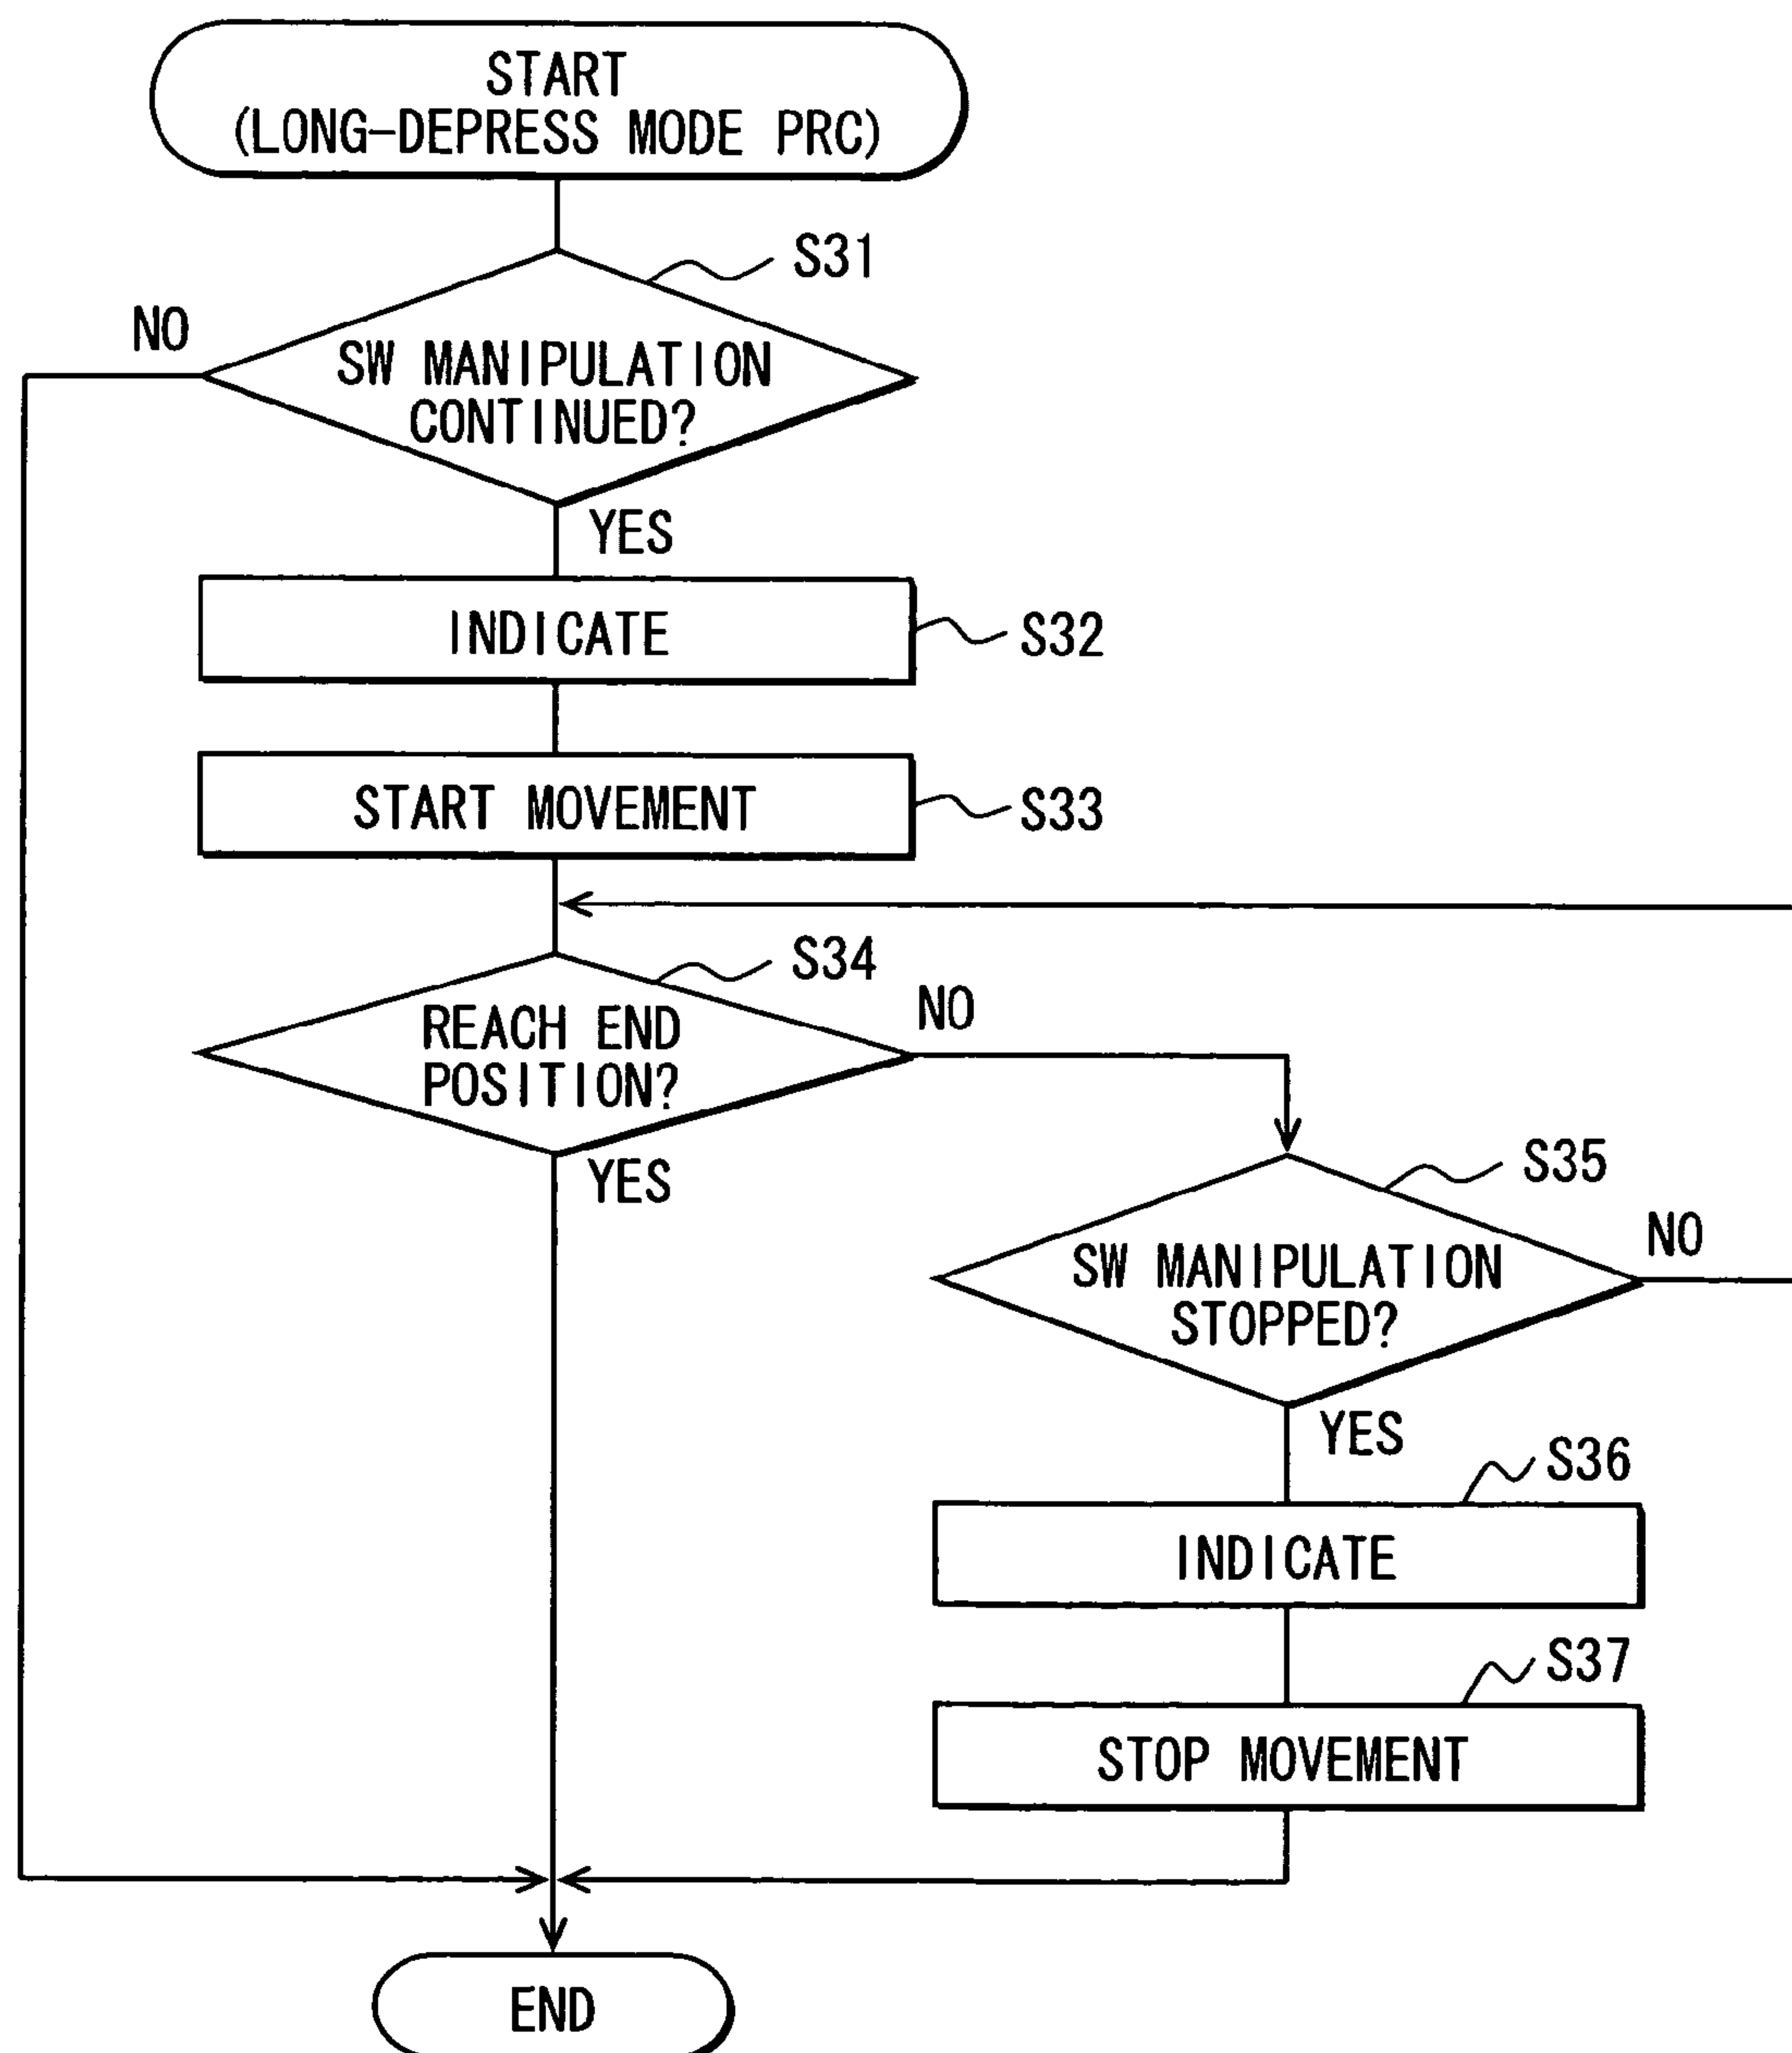 START
(LONG-DEPRESS MODE PRC)
S31
NO
SW MANIPULATION
CONTINUED?
YES
INDICATE
S32
START MOVEMENT
S33
S34
REACH END
POSITION?
NO
YES
S35
SW MANIPULATION
STOPPED?
NO
YES
S36
INDICATE
S37
STOP MOVEMENT
END